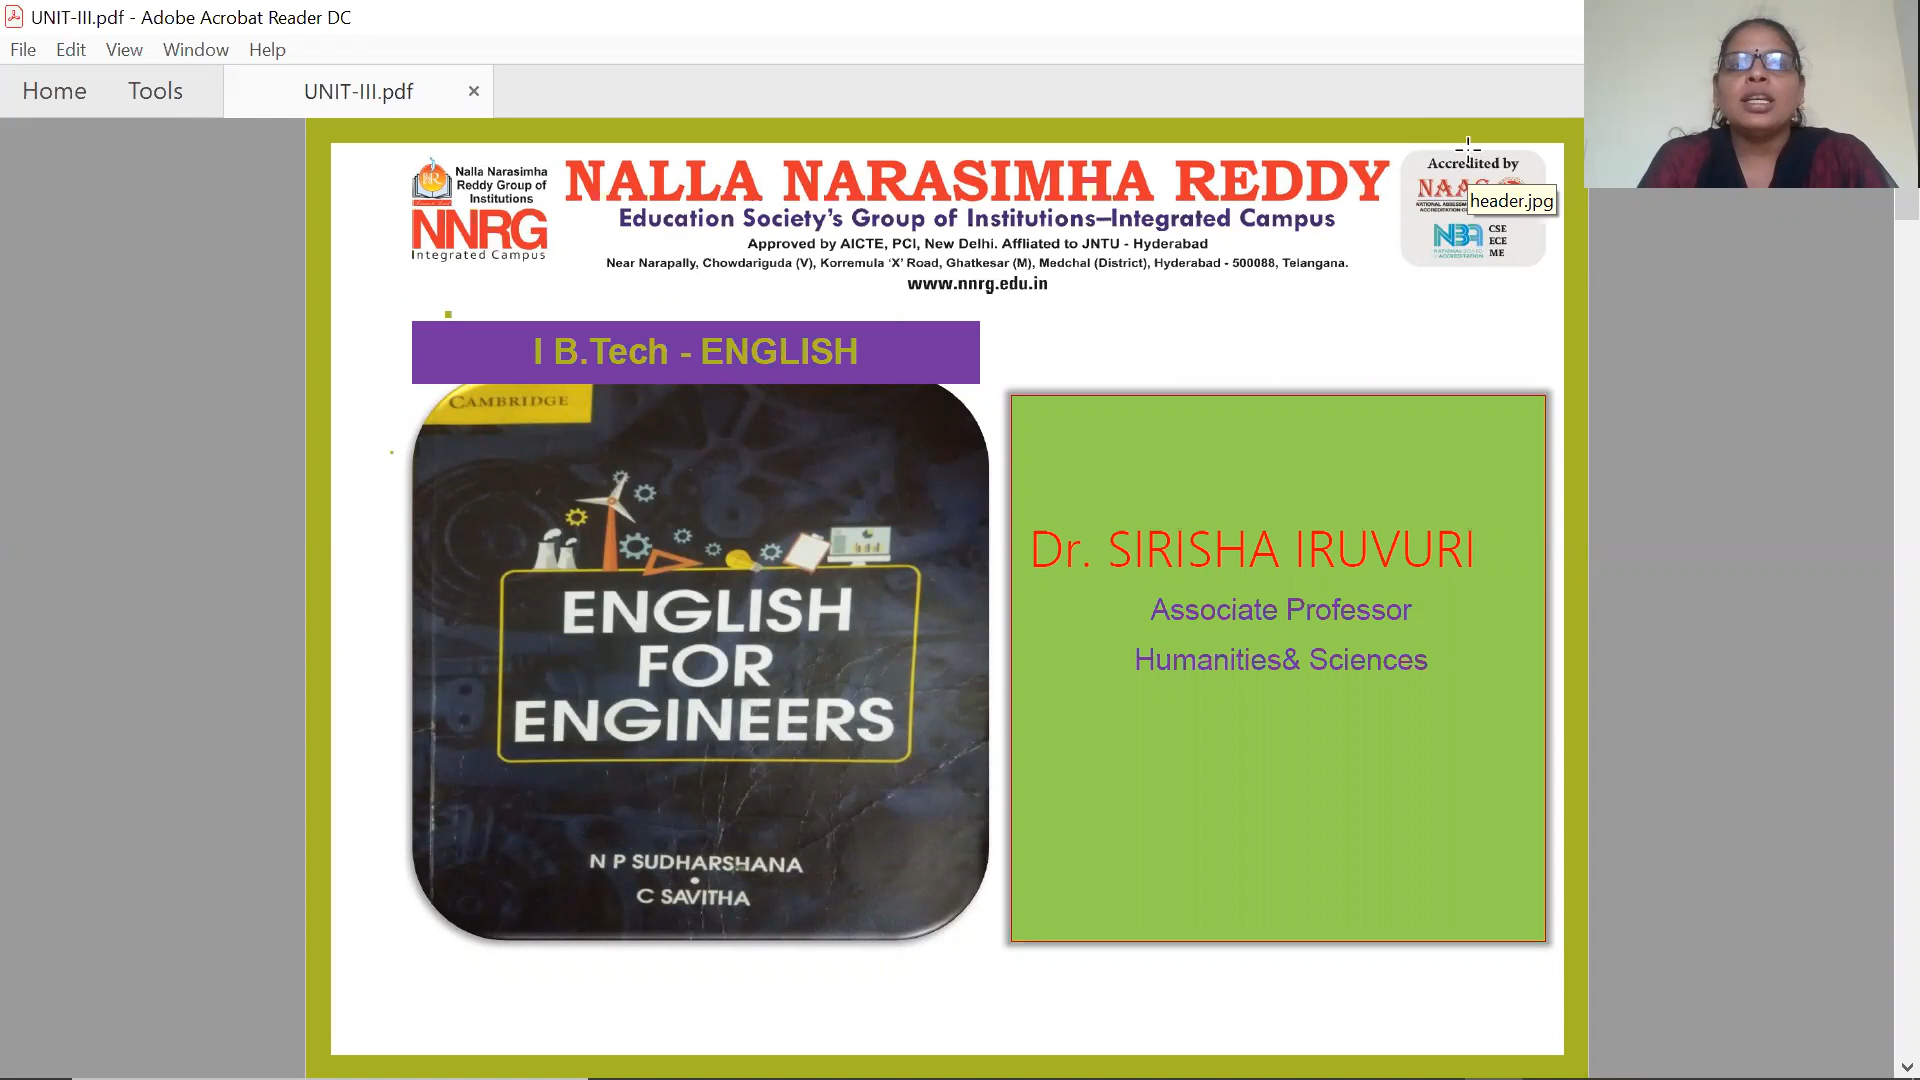 UNIT-III.pdf - Adobe Acrobat Reader DC
File Edit View Window Help
Home Tools UNIT-III.pdf ×
Nalla Narasimha
Reddy Group of
Institutions
NNRG
Integrated Campus
NALLA NARASIMHA REDDY
Education Society's Group of Institutions–Integrated Campus
Approved by AICTE, PCI, New Delhi. Affliated to JNTU - Hyderabad
Near Narapally, Chowdariguda (V), Korremula 'X' Road, Ghatkesar (M), Medchal (District), Hyderabad - 500088, Telangana.
www.nnrg.edu.in
Accredited by
header.jpg
NBA
CSE
ECE
ME
I B.Tech - ENGLISH
CAMBRIDGE
ENGLISH
FOR
ENGINEERS
N P SUDHARSHANA
•
C SAVITHA
Dr. SIRISHA IRUVURI
Associate Professor
Humanities& Sciences